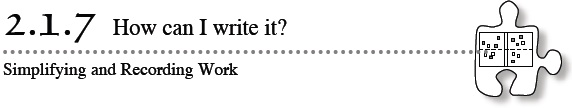 2.1.7 How can I write it?
Simplifying and Recording Work